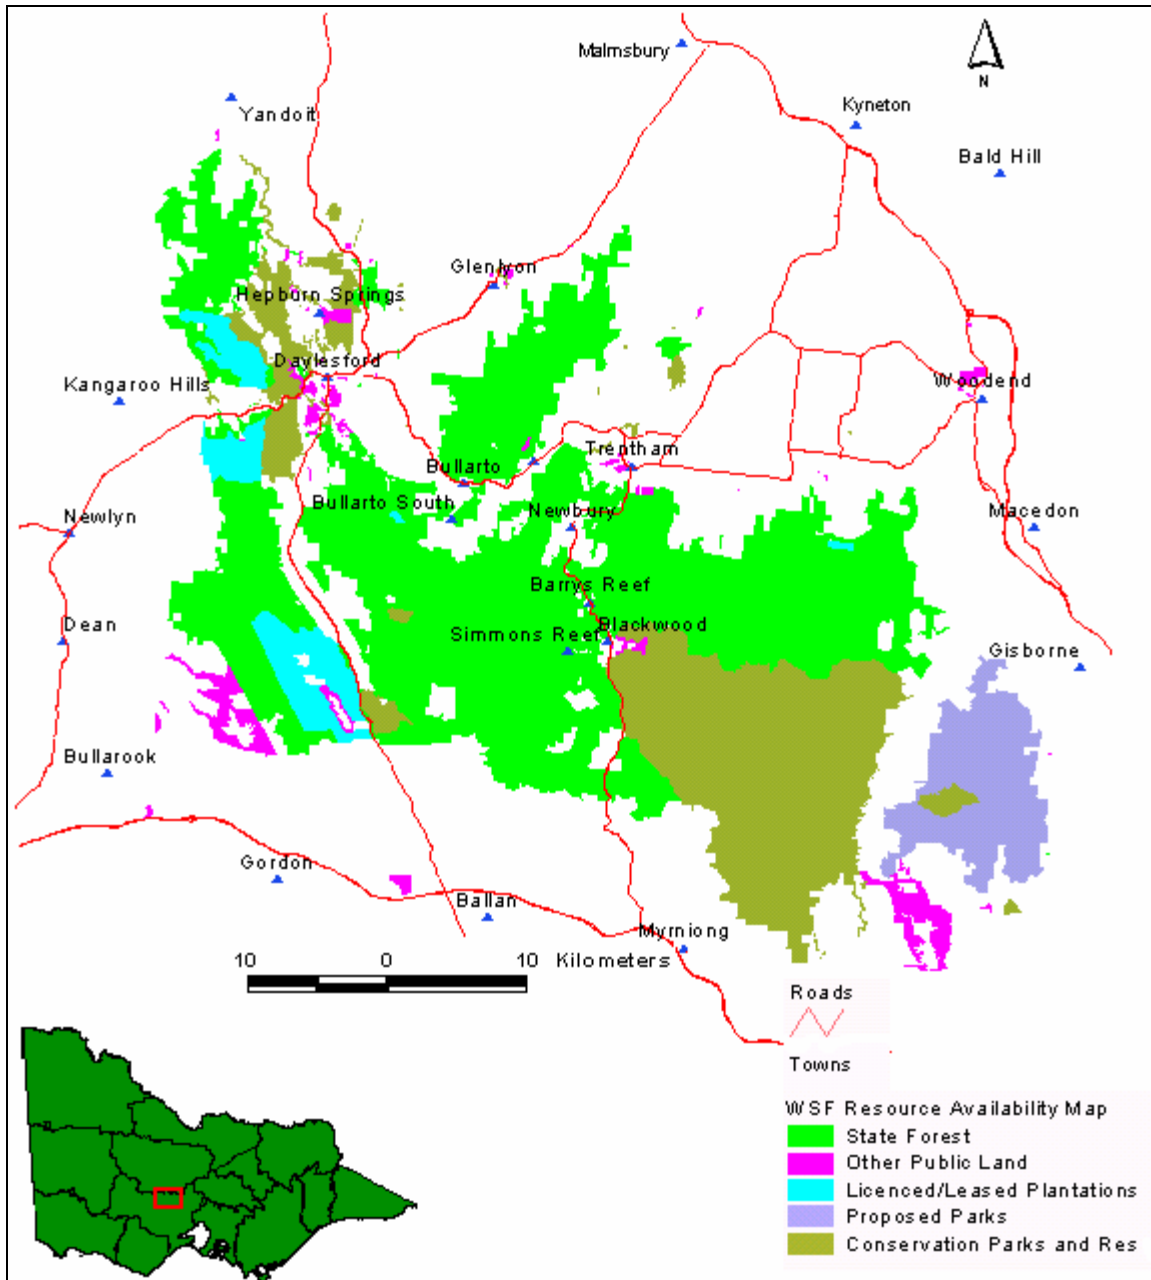 Malmsbury
N
Kyneton
Yandoit
Bald Hill
Glenlyon
Hepburn Springs
Daylesford
Kangaroo Hills
Woodend
Trentham
Bullarto
Bullarto South
Newbury
Newlyn
Macedon
Barrys Reef
Dean
Blackwood
Simmons Reef
Gisborne
Bullarook
Gordon
Ballan
Myrniong
10 0 10 Kilometers
Roads
Towns
WSF Resource Availability Map
State Forest
Other Public Land
Licenced/Leased Plantations
Proposed Parks
Conservation Parks and Res